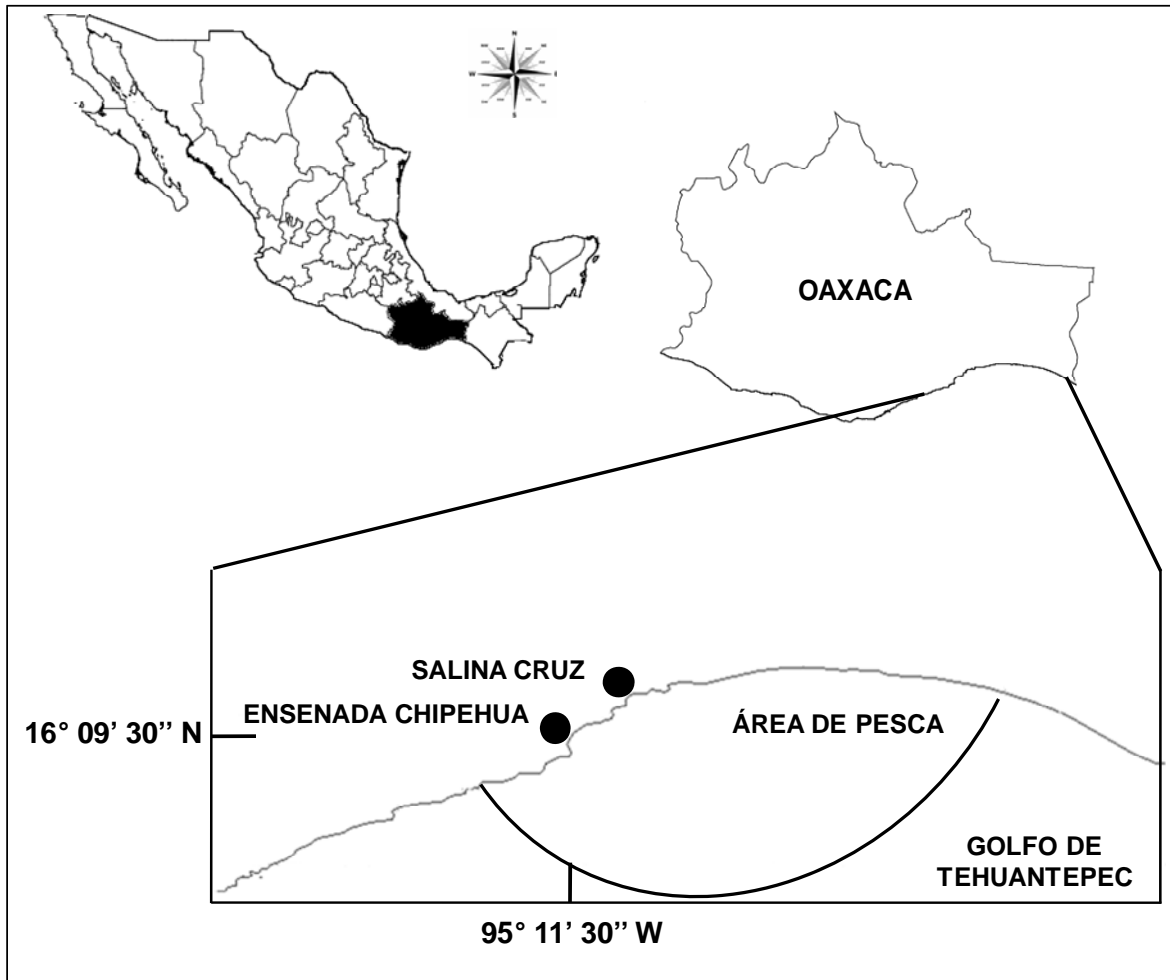 N
W
S
OAXACA
SALINA CRUZ
ENSENADA CHIPEHUA
16° 09’ 30’’ N
ÁREA DE PESCA
GOLFO DE
TEHUANTEPEC
95° 11’ 30’’ W